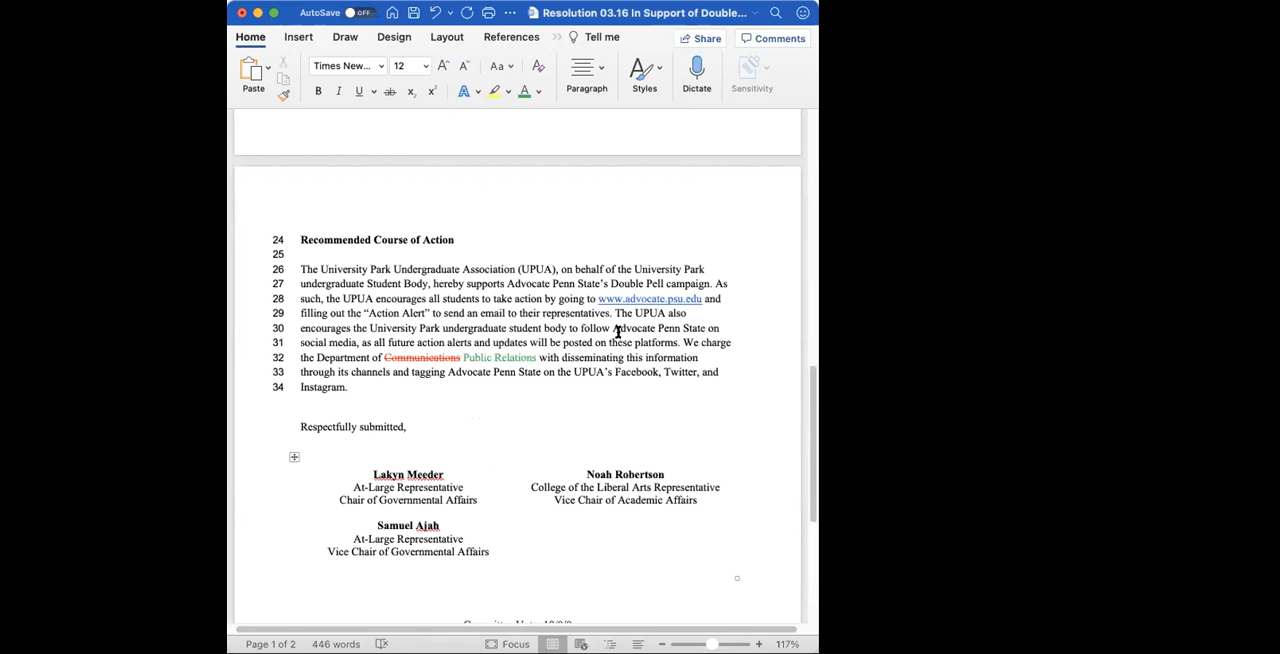 AutoSave OFF Resolution 03.16 In Support of Double...
Home Insert Draw Design Layout References Tell me Share Comments
Times New... 12 Aa
Paste B I U ab x₂ x² A A Paragraph Styles Dictate Sensitivity
24 Recommended Course of Action
25
26 The University Park Undergraduate Association (UPUA), on behalf of the University Park
27 undergraduate Student Body, hereby supports Advocate Penn State’s Double Pell campaign. As
28 such, the UPUA encourages all students to take action by going to www.advocate.psu.edu and
29 filling out the “Action Alert” to send an email to their representatives. The UPUA also
30 encourages the University Park undergraduate student body to follow Advocate Penn State on
31 social media, as all future action alerts and updates will be posted on these platforms. We charge
32 the Department of Communications Public Relations with disseminating this information
33 through its channels and tagging Advocate Penn State on the UPUA’s Facebook, Twitter, and
34 Instagram.
Respectfully submitted,
Lakyn Meeder Noah Robertson
At-Large Representative College of the Liberal Arts Representative
Chair of Governmental Affairs Vice Chair of Academic Affairs
Samuel Ajah
At-Large Representative
Vice Chair of Governmental Affairs
Page 1 of 2 446 words Focus 117%